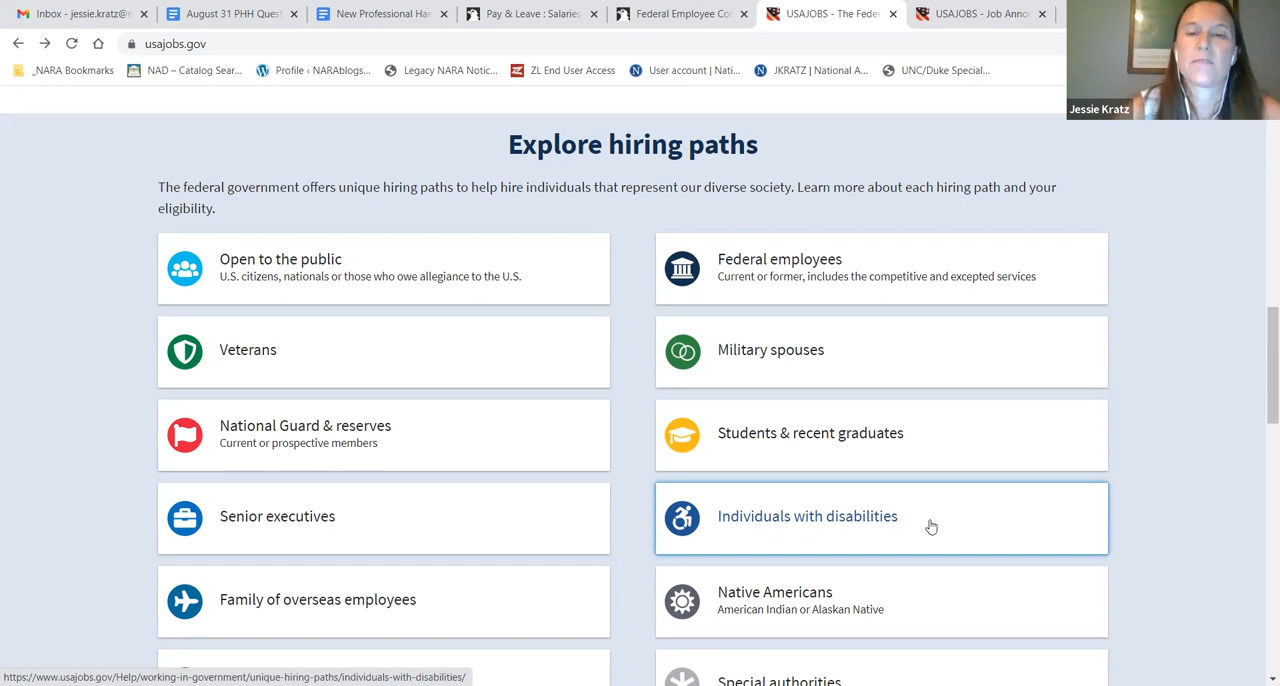 Inbox - jessie.kratz@n
August 31 PHH Quest
New Professional Har
Pay & Leave : Salaries
Federal Employee Co
USAJOBS - The Feder
USAJOBS - Job Annou
usajobs.gov
_NARA Bookmarks
NAD – Catalog Sear...
Profile ‹ NARAblogs...
Legacy NARA Notic...
ZL End User Access
User account | Nati...
JKRATZ | National A...
UNC/Duke Special...
Jessie Kratz
Explore hiring paths
The federal government offers unique hiring paths to help hire individuals that represent our diverse society. Learn more about each hiring path and your
eligibility.
Open to the public
U.S. citizens, nationals or those who owe allegiance to the U.S.
Federal employees
Current or former, includes the competitive and excepted services
Veterans
Military spouses
National Guard & reserves
Current or prospective members
Students & recent graduates
Senior executives
Individuals with disabilities
Family of overseas employees
Native Americans
American Indian or Alaskan Native
Special authorities
https://www.usajobs.gov/Help/working-in-government/unique-hiring-paths/individuals-with-disabilities/